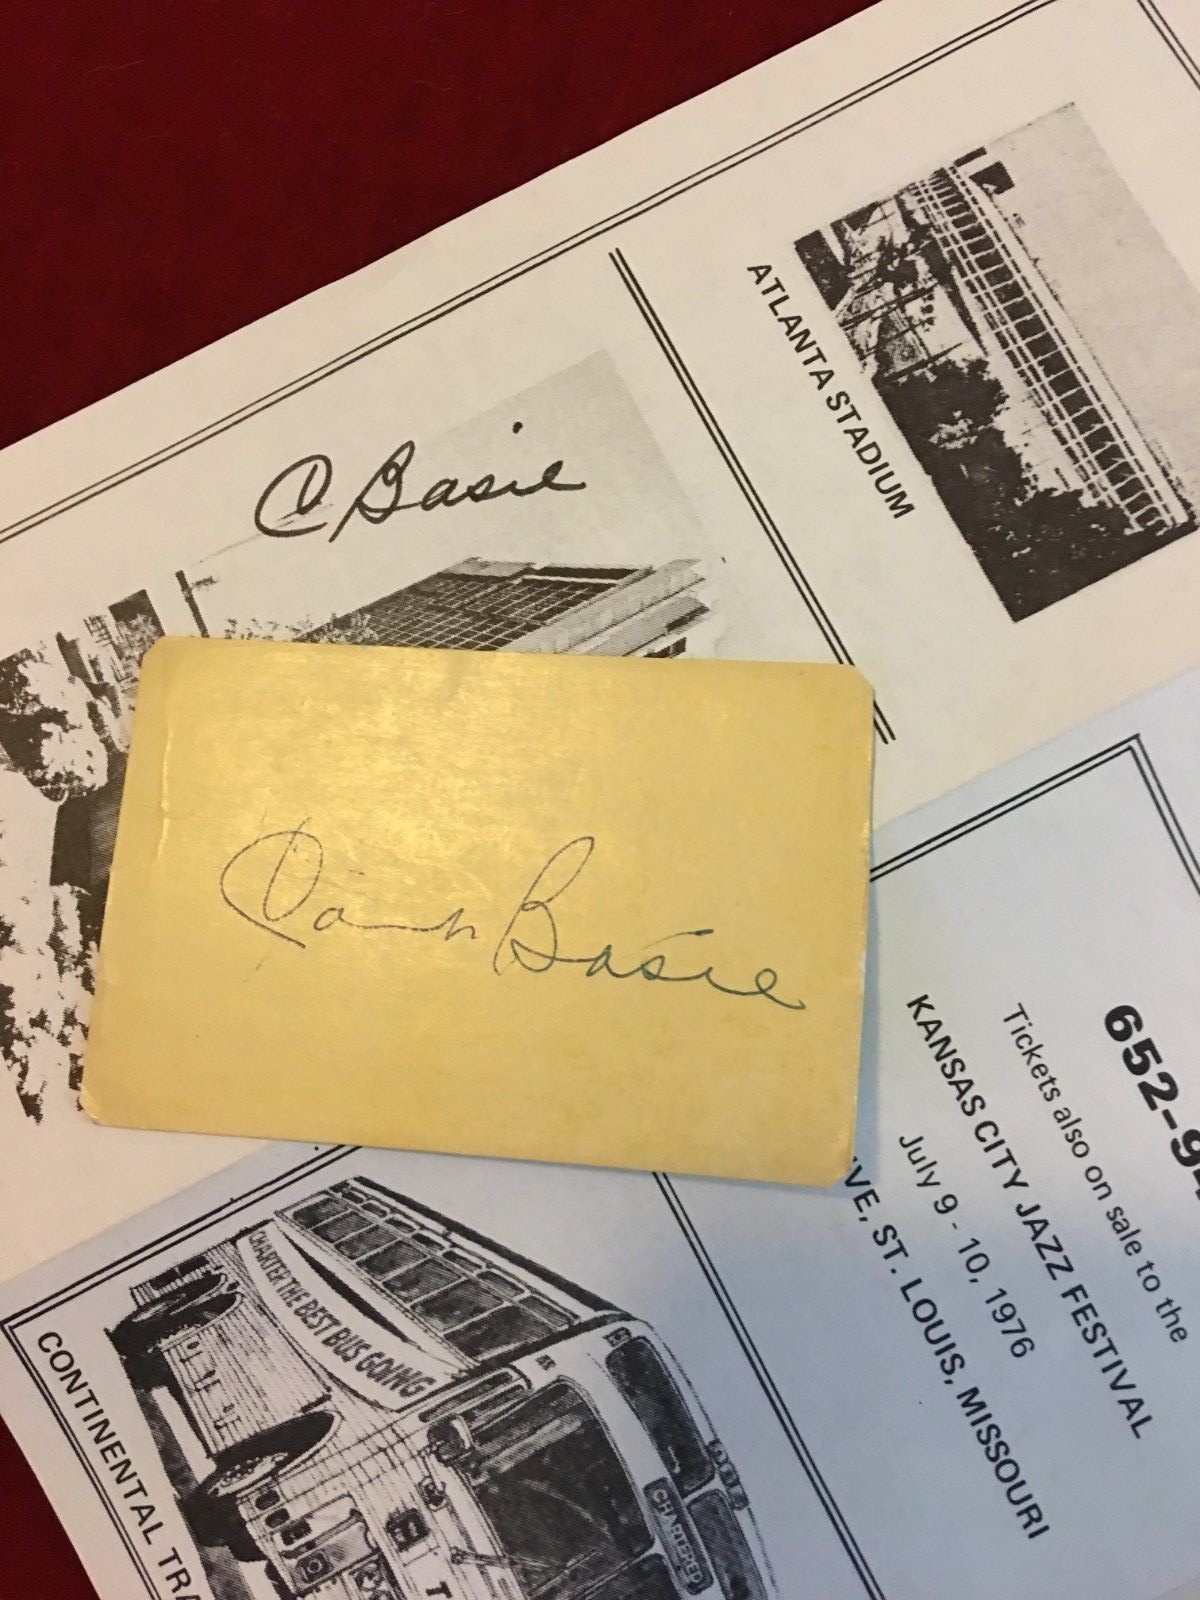 ATLANTA STADIUM
C Basie
Count Basie
652-9
Tickets also on sale to the
KANSAS CITY JAZZ FESTIVAL
July 9 - 10, 1976
VE, ST. LOUIS, MISSOURI
CHARTER THE BEST BUS GOING
CHARTERED
CONTINENTAL TRA